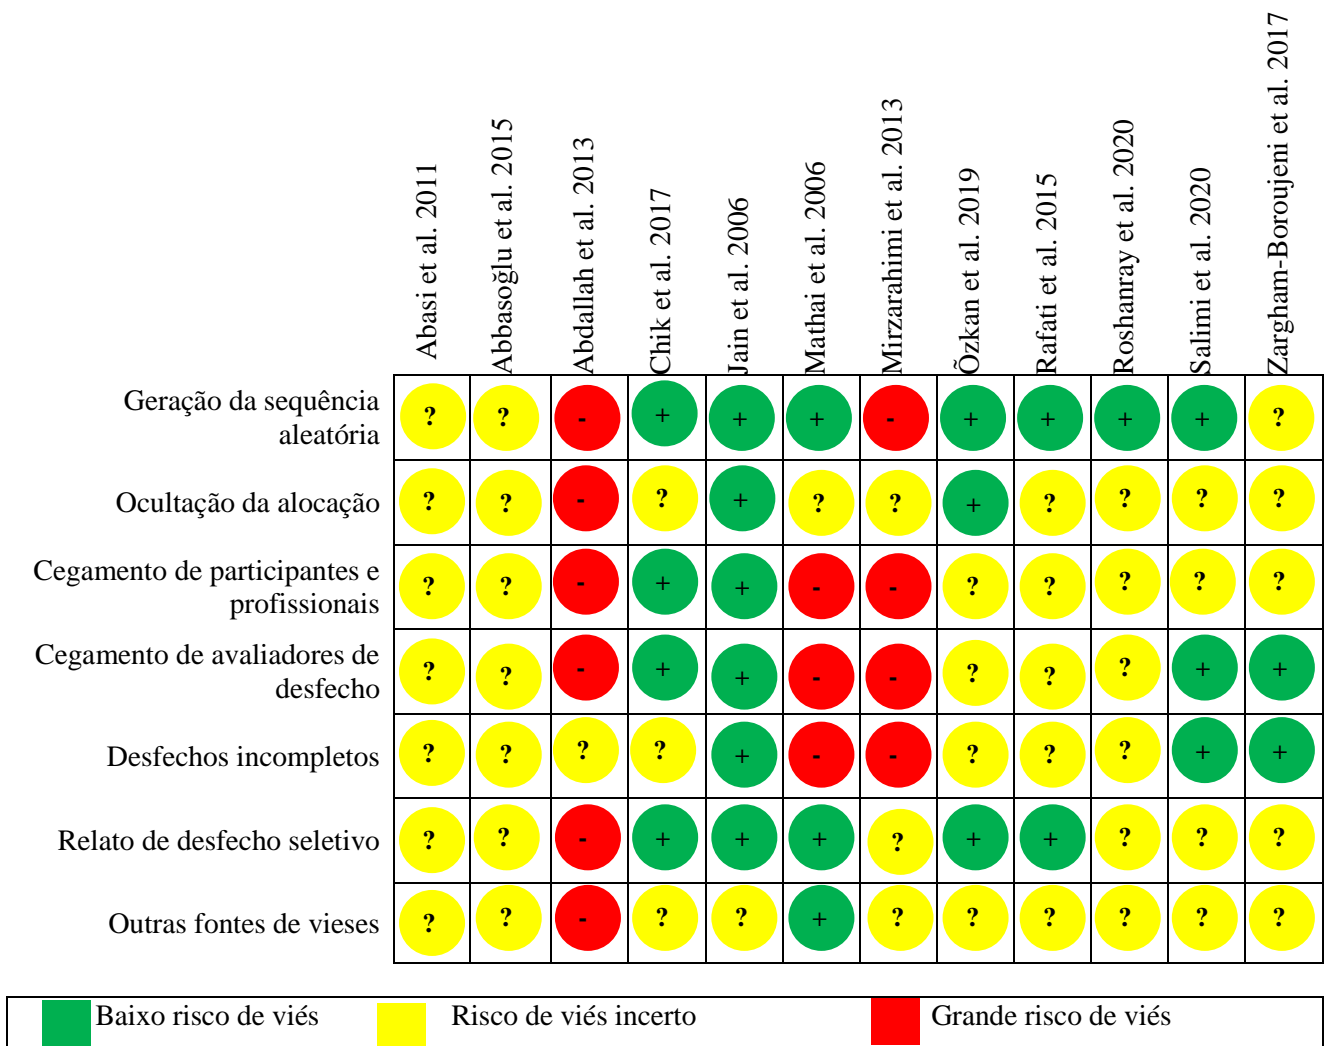 Abasi et al. 2011
Abbasoğlu et al. 2015
Abdallah et al. 2013
Chik et al. 2017
Jain et al. 2006
Mathai et al. 2006
Mirzarahimi et al. 2013
Õzkan et al. 2019
Rafati et al. 2015
Roshanray et al. 2020
Salimi et al. 2020
Zargham-Boroujeni et al. 2017
Geração da sequência
aleatória
? ? - + + + - + + + + ?
Ocultação da alocação
? ? - ? + ? ? + ? ? ? ?
Cegamento de participantes e
profissionais
? ? - + + - - ? ? ? ? ?
Cegamento de avaliadores de
desfecho
? ? - + + - - ? ? ? + +
Desfechos incompletos
? ? ? ? + - - ? ? ? + +
Relato de desfecho seletivo
? ? - + + + ? + + ? ? ?
Outras fontes de vieses
? ? - ? ? + ? ? ? ? ? ?
Baixo risco de viés
Risco de viés incerto
Grande risco de viés